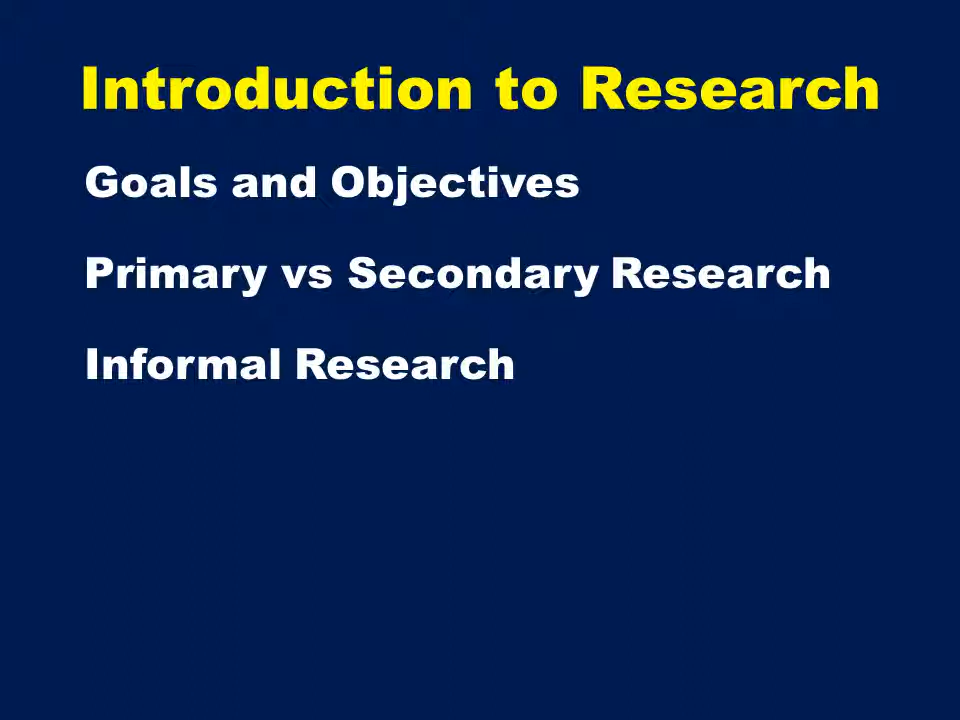 Introduction to Research
Goals and Objectives
Primary vs Secondary Research
Informal Research